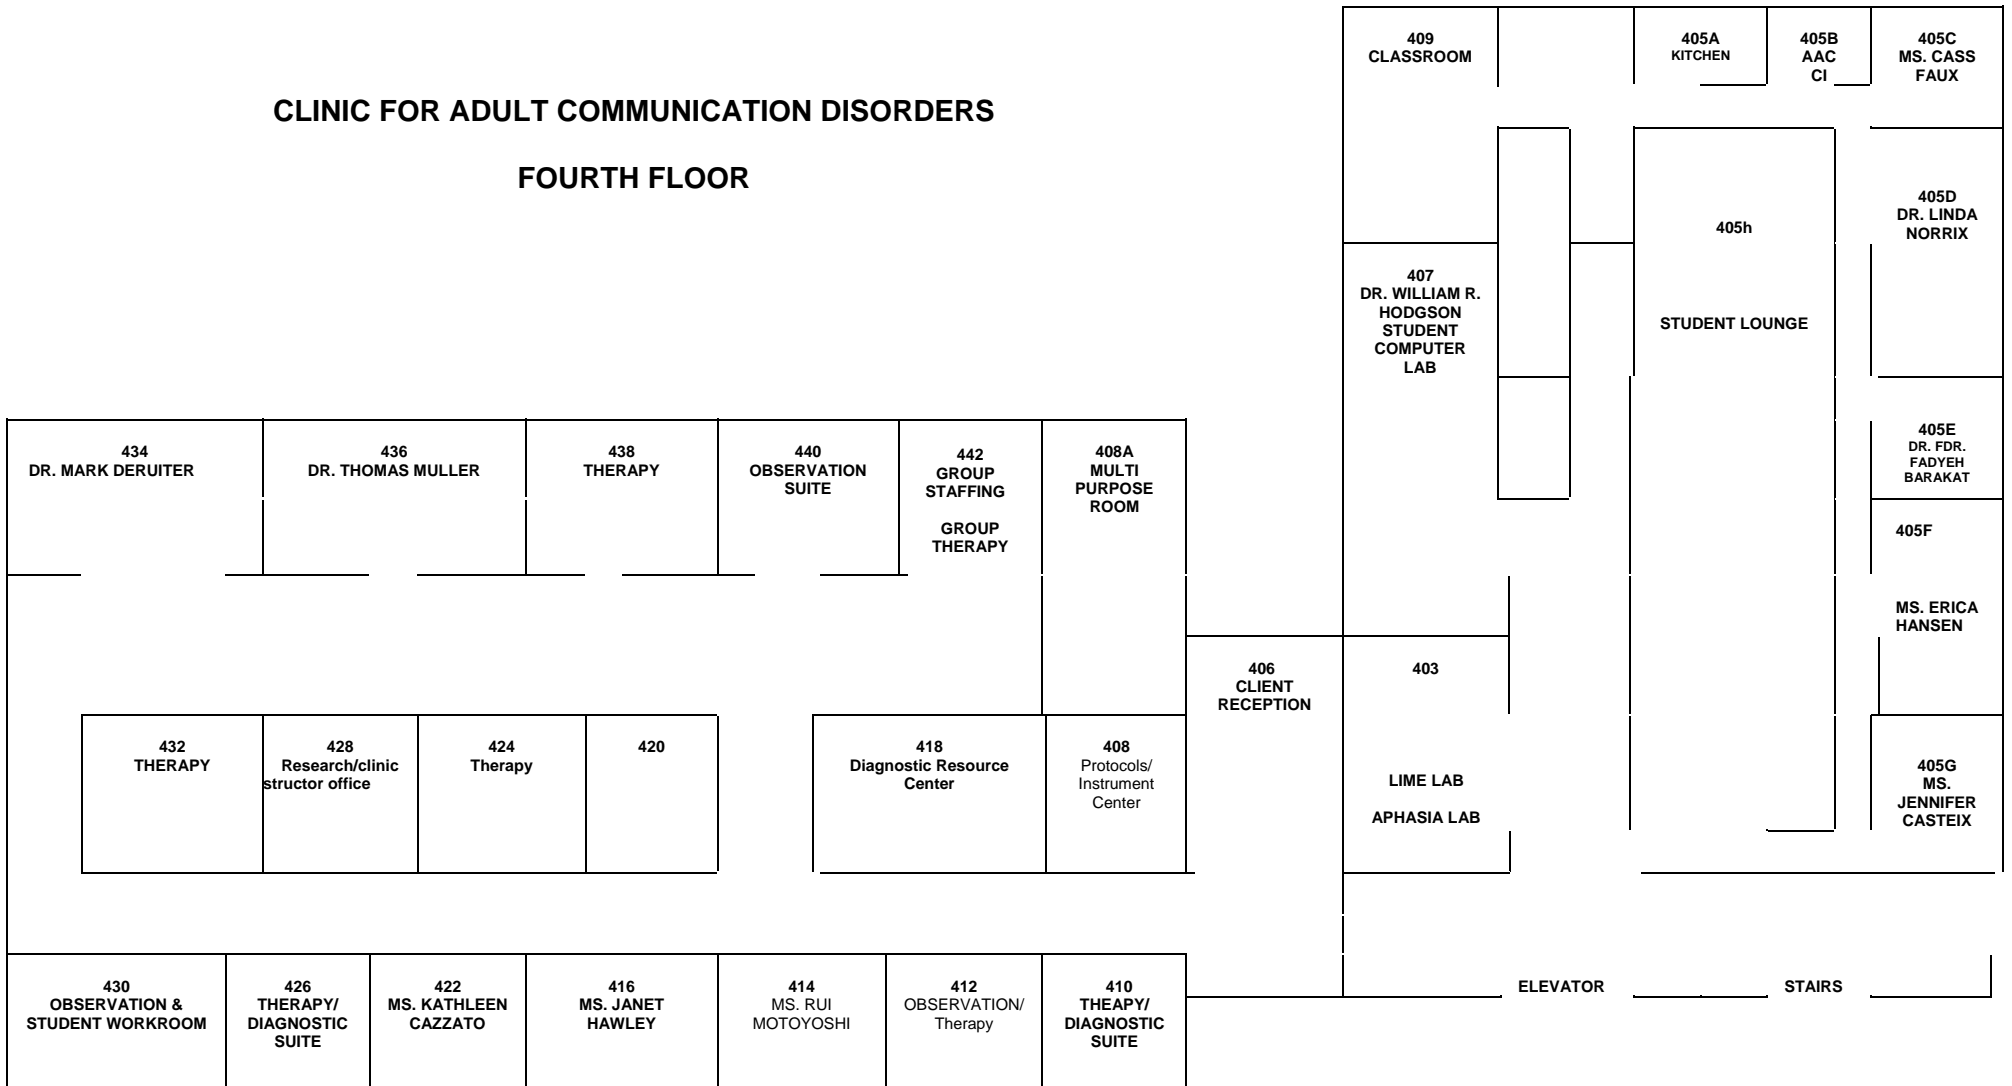 CLINIC FOR ADULT COMMUNICATION DISORDERS
FOURTH FLOOR
409
CLASSROOM
405A
KITCHEN
405B
AAC
CI
405C
MS. CASS
FAUX
405D
DR. LINDA
NORRIX
405h
STUDENT LOUNGE
407
DR. WILLIAM R.
HODGSON
STUDENT
COMPUTER
LAB
405E
DR. FDR.
FADYEH
BARAKAT
405F
MS. ERICA
HANSEN
434
DR. MARK DERUITER
436
DR. THOMAS MULLER
438
THERAPY
440
OBSERVATION
SUITE
442
GROUP
STAFFING
GROUP
THERAPY
408A
MULTI
PURPOSE
ROOM
406
CLIENT
RECEPTION
403
LIME LAB
APHASIA LAB
405G
MS.
JENNIFER
CASTEIX
432
THERAPY
428
Research/clinic
structor office
424
Therapy
420
418
Diagnostic Resource
Center
408
Protocols/
Instrument
Center
430
OBSERVATION &
STUDENT WORKROOM
426
THERAPY/
DIAGNOSTIC
SUITE
422
MS. KATHLEEN
CAZZATO
416
MS. JANET
HAWLEY
414
MS. RUI
MOTOYOSHI
412
OBSERVATION/
Therapy
410
THEAPY/
DIAGNOSTIC
SUITE
ELEVATOR
STAIRS